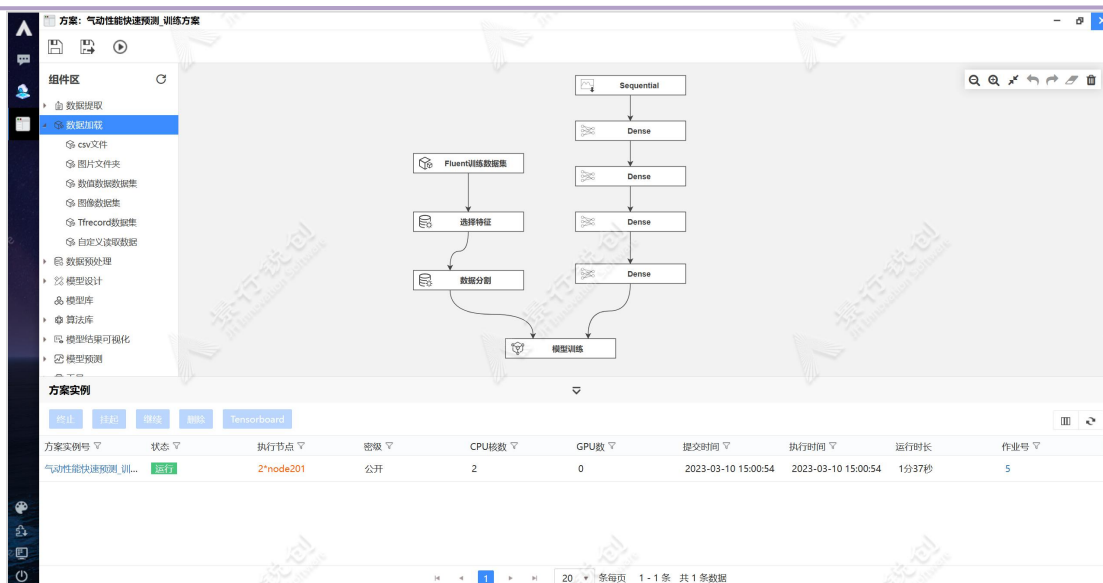 方案：气动性能快速预测_训练方案
组件区
数据提取
数据加载
csv文件
图片文件夹
数值数据数据集
图像数据集
Tfrecord数据集
自定义读取数据
数据预处理
模型设计
模型库
算法库
模型结果可视化
模型预测
Sequential
Dense
Fluent训练数据集
Dense
选择特征
Dense
数据分割
Dense
模型训练
方案实例
终止 挂起 继续 删除 Tensorboard
方案实例号 状态 执行节点 密级 CPU核数 GPU数 提交时间 执行时间 运行时长 作业号
气动性能快速预测_训... 运行 2*node201 公开 2 0 2023-03-10 15:00:54 2023-03-10 15:00:54 1分37秒 5
1 20 条每页 1 - 1 条 共 1 条数据
景行锐创